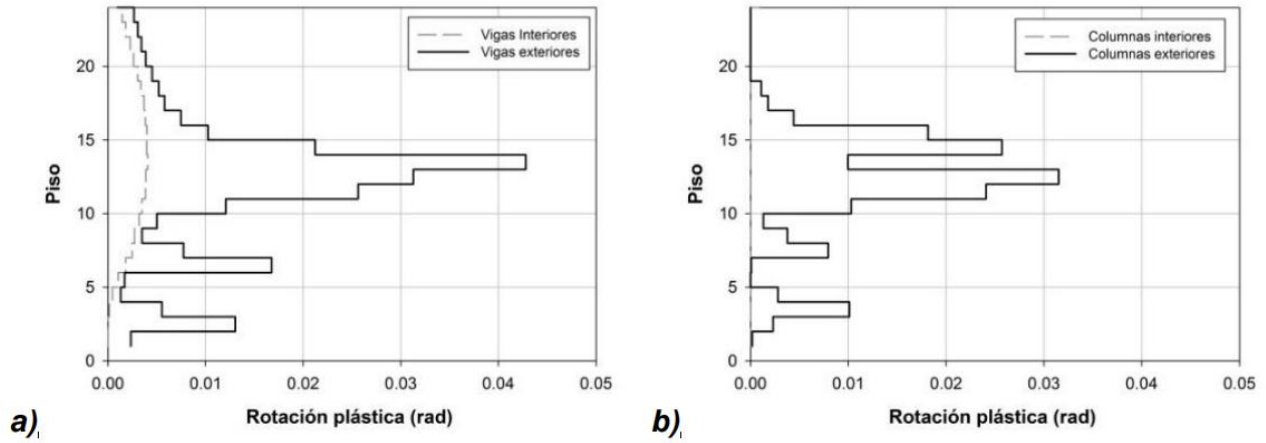 Vigas Interiores
Vigas exteriores
Piso
20
15
10
5
0
0.00 0.01 0.02 0.03 0.04 0.05
Rotación plástica (rad)
a)
Columnas interiores
Columnas exteriores
Piso
20
15
10
5
0
0.00 0.01 0.02 0.03 0.04 0.05
Rotación plástica (rad)
b)